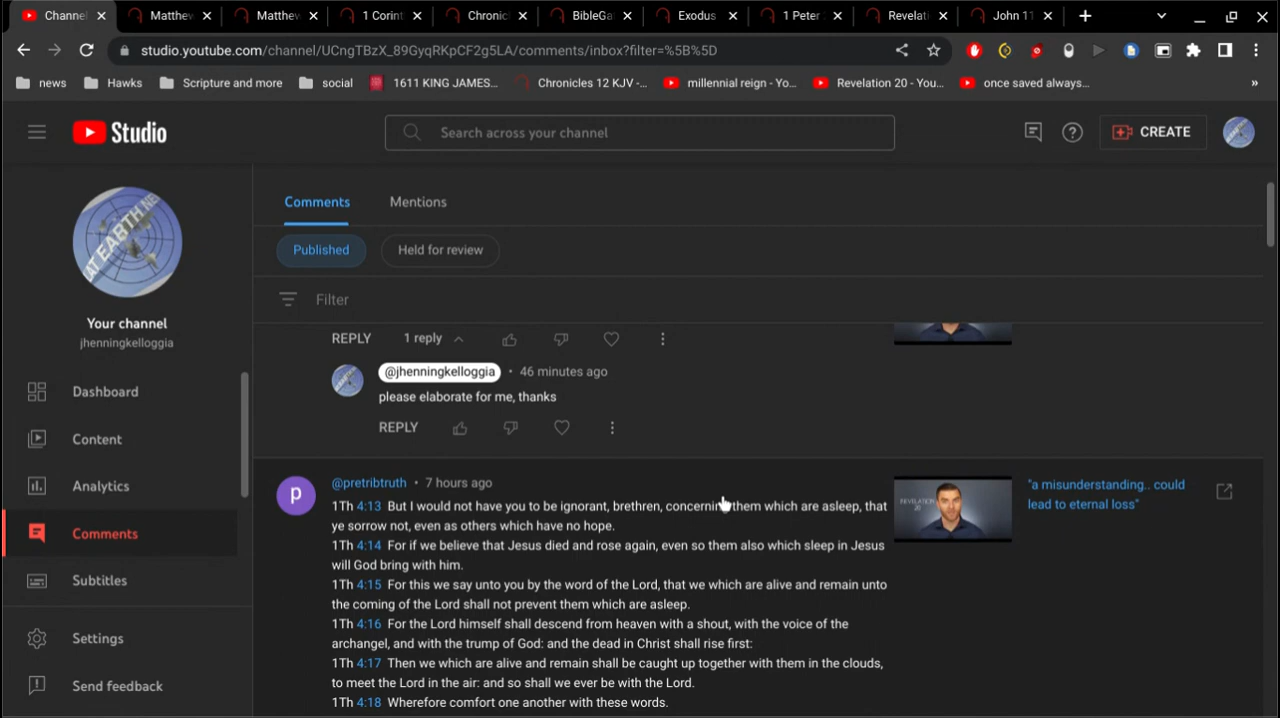 Channel
Matthew
Matthew
1 Corint
Chronic
BibleGa
Exodus
1 Peter
Revelati
John 11
studio.youtube.com/channel/UCngTBzX_89GyqRKpCF2g5LA/comments/inbox?filter=%5B%5D
news
Hawks
Scripture and more
social
1611 KING JAMES...
Chronicles 12 KJV -...
millennial reign - Yo...
Revelation 20 - You...
once saved always...
»
Studio
Search across your channel
CREATE
AT EARTH NE
Your channel
jhenningkelloggia
Dashboard
Content
Analytics
Comments
Subtitles
Settings
Send feedback
Comments
Mentions
Published
Held for review
Filter
REPLY
1 reply
@jhenningkelloggia • 46 minutes ago
please elaborate for me, thanks
REPLY
p
@pretribtruth • 7 hours ago
1Th 4:13 But I would not have you to be ignorant, brethren, concerning them which are asleep, that
ye sorrow not, even as others which have no hope.
1Th 4:14 For if we believe that Jesus died and rose again, even so them also which sleep in Jesus
will God bring with him.
1Th 4:15 For this we say unto you by the word of the Lord, that we which are alive and remain unto
the coming of the Lord shall not prevent them which are asleep.
1Th 4:16 For the Lord himself shall descend from heaven with a shout, with the voice of the
archangel, and with the trump of God: and the dead in Christ shall rise first:
1Th 4:17 Then we which are alive and remain shall be caught up together with them in the clouds,
to meet the Lord in the air: and so shall we ever be with the Lord.
1Th 4:18 Wherefore comfort one another with these words.
REVELATION
20
"a misunderstanding.. could
lead to eternal loss"